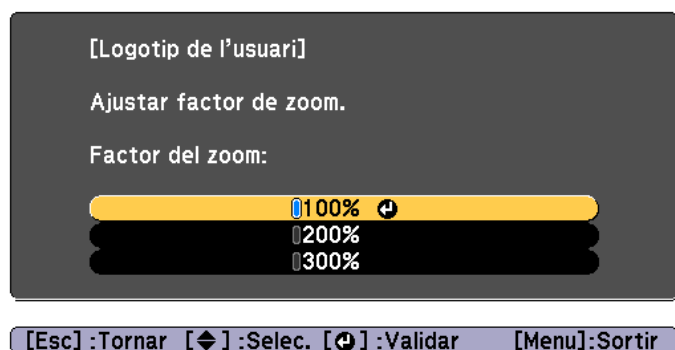 [Logotip de l'usuari]
Ajustar factor de zoom.
Factor del zoom:
100%
200%
300%
[Esc] :Tornar [◆] :Selec. [⏎] :Validar [Menu]:Sortir